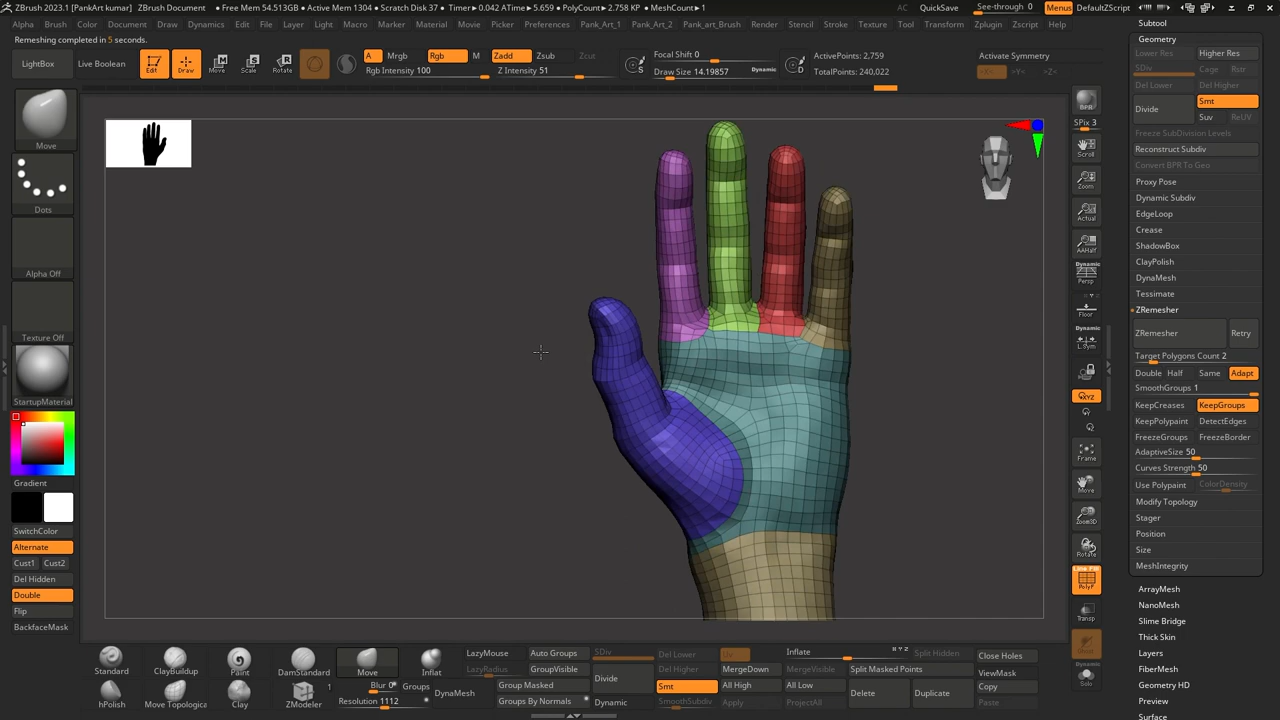 ZBrush 2023.1 [PankArt kumar] ZBrush Document • Free Mem 54.513GB • Active Mem 1304 • Scratch Disk 37 • Timer▸0.042 ATime▸5.659 • PolyCount▸2.758 KP • MeshCount▸1 AC QuickSave See-through 0 Menus DefaultZScript
Alpha Brush Color Document Draw Dynamics Edit File Layer Light Macro Marker Material Movie Picker Preferences Pank_Art_1 Pank_Art_2 Pank_art_Brush Render Stencil Stroke Texture Tool Transform Zplugin Zscript Help
Remeshing completed in 5 seconds.
LightBox
Live Boolean
Edit
Draw
Move
Scale
Rotate
A Mrgb Rgb M Zadd Zsub Zcut
Rgb Intensity 100 Z Intensity 51
S
Focal Shift 0
Draw Size 14.19857 Dynamic
D
ActivePoints: 2,759
TotalPoints: 240,022
Activate Symmetry
>X< >Y< >Z<
Move
Dots
Alpha Off
Texture Off
StartupMaterial
Gradient
SwitchColor
Alternate
Cust1 Cust2
Del Hidden
Double
Flip
BackfaceMask
BPR
SPix 3
Scroll
Zoom
Actual
AAHalf
Dynamic
Persp
Floor
Dynamic
L.Sym
XYZ
Frame
Move
Zoom3D
Rotate
Line Fill
PolyF
Transp
Dynamic
Solo
Subtool
Geometry
Lower Res Higher Res
SDiv Cage Rstr
Del Lower Del Higher
Divide Smt
Suv ReUV
Freeze SubDivision Levels
Reconstruct Subdiv
Convert BPR To Geo
Proxy Pose
Dynamic Subdiv
EdgeLoop
Crease
ShadowBox
ClayPolish
DynaMesh
Tessimate
ZRemesher
ZRemesher Retry
Target Polygons Count 2
Double Half Same Adapt
SmoothGroups 1
KeepCreases KeepGroups
KeepPolypaint DetectEdges
FreezeGroups FreezeBorder
AdaptiveSize 50
Curves Strength 50
Use Polypaint ColorDensity
Modify Topology
Stager
Position
Size
MeshIntegrity
ArrayMesh
NanoMesh
Slime Bridge
Thick Skin
Layers
FiberMesh
Geometry HD
Preview
Surface
Standard ClayBuildup Paint DamStandard Move Inflat
hPolish Move Topologica Clay ZModeler 1
Blur 0 Groups
Resolution 1112 DynaMesh
LazyMouse Auto Groups
LazyRadius GroupVisible
Group Masked
Groups By Normals
SDiv Del Lower Uv
Divide Del Higher MergeDown
Smt All High
Dynamic SmoothSubdiv Apply
Inflate X Y Z Split Hidden
MergeVisible Split Masked Points
All Low Delete Duplicate
ProjectAll
Close Holes
ViewMask
Copy
Paste